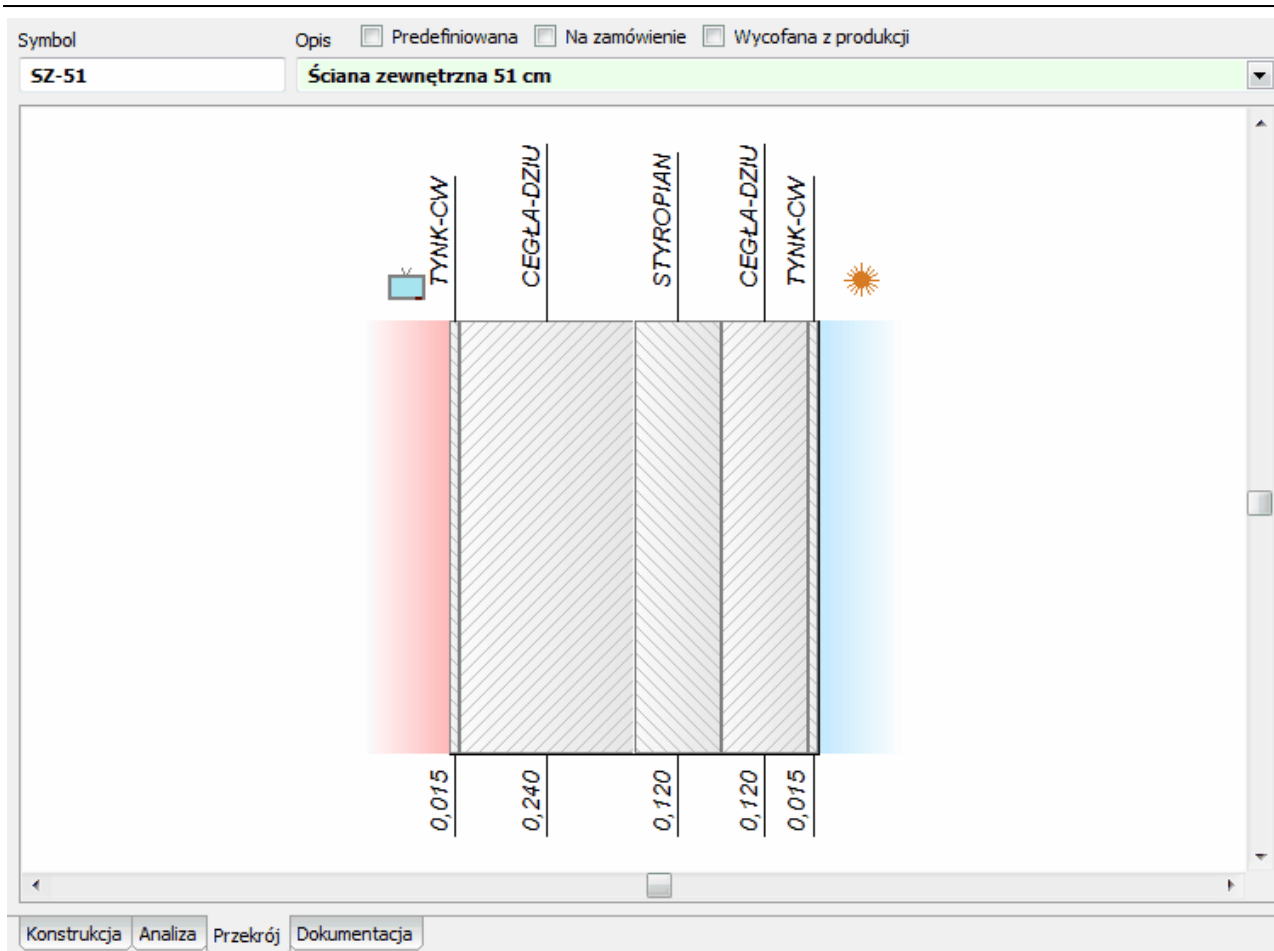 Symbol Opis Predefiniowana Na zamówienie Wycofana z produkcji
SZ-51 Ściana zewnętrzna 51 cm
TYNK-CW
CEGŁA-DZIU
STYROPIAN
CEGŁA-DZIU
TYNK-CW
0,015
0,240
0,120
0,120
0,015
Konstrukcja Analiza Przekrój Dokumentacja